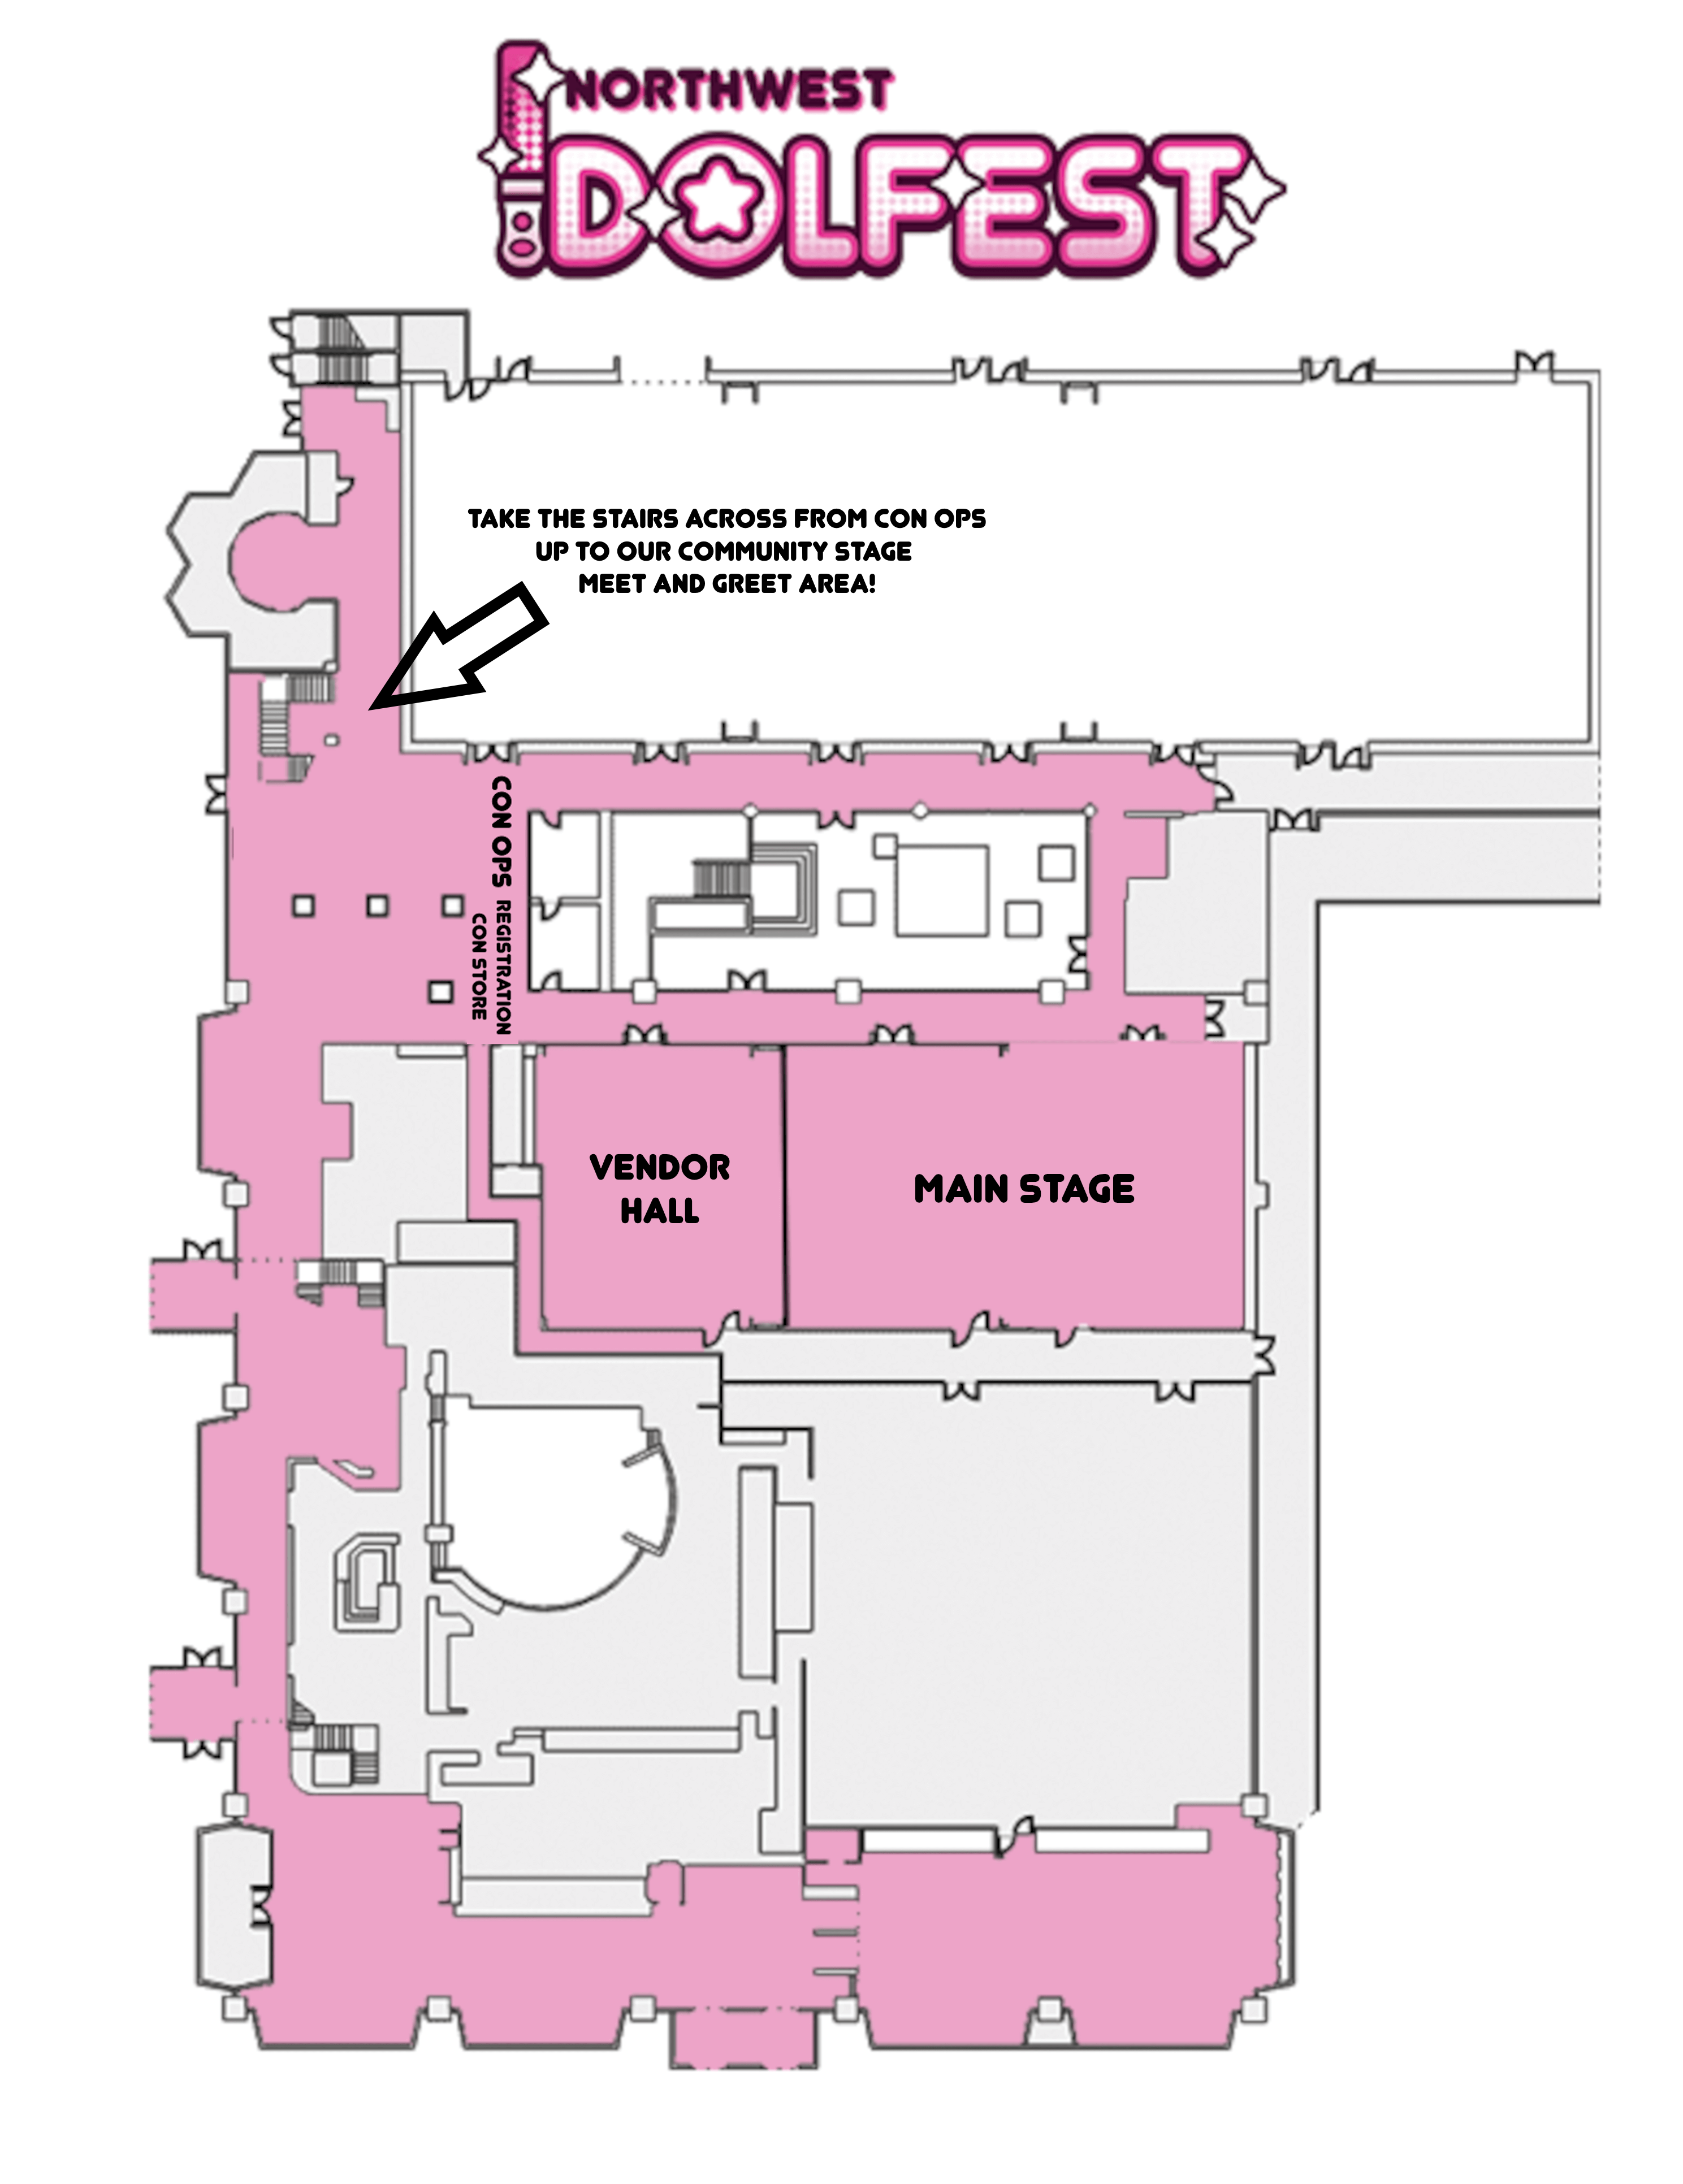 NORTHWEST
IDOLFEST
TAKE THE STAIRS ACROSS FROM CON OPS
UP TO OUR COMMUNITY STAGE
MEET AND GREET AREA!
CON OPS
REGISTRATION
CON STORE
VENDOR
HALL
MAIN STAGE